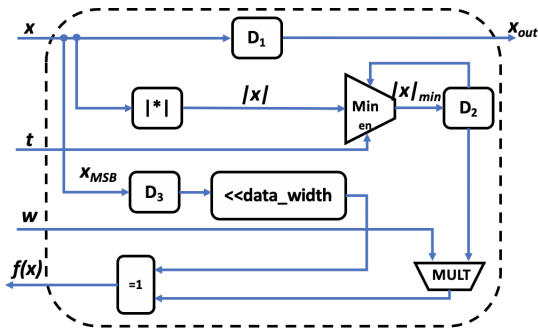 x
D1
xout
|*|
|x|
Min
en
|x|min
D2
t
xMSB
D3
<<data_width
w
MULT
f(x)
=1